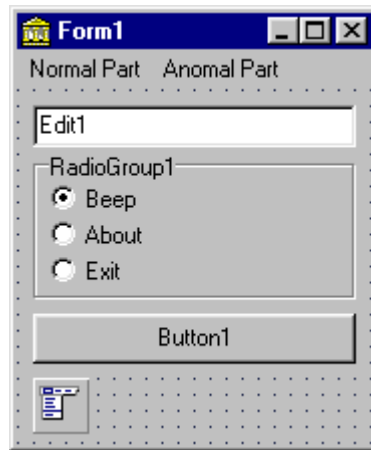 Form1
Normal Part Anomal Part
Edit1
RadioGroup1
Beep
About
Exit
Button1